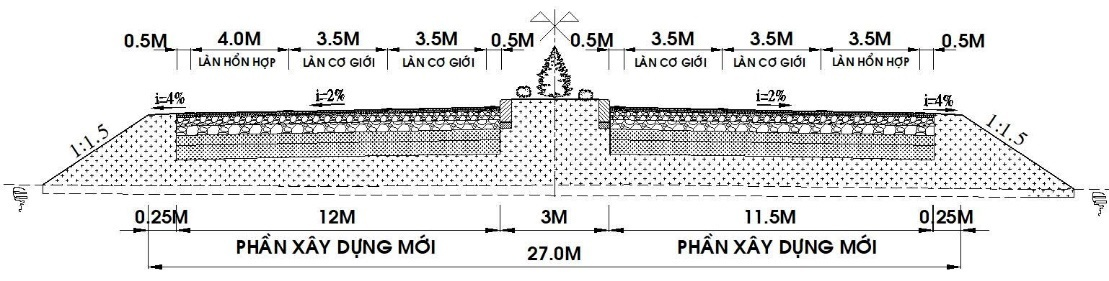 0.5M 4.0M 3.5M 3.5M 0.5M 0.5M 3.5M 3.5M 3.5M 0.5M
LÀN HỖN HỢP LÀN CƠ GIỚI LÀN CƠ GIỚI LÀN CƠ GIỚI LÀN CƠ GIỚI LÀN HỖN HỢP
i=4% i=2% i=2% i=4%
1:1.5 1:1.5
0.25M 12M 3M 11.5M 0.25M
PHẦN XÂY DỰNG MỚI PHẦN XÂY DỰNG MỚI
27.0M